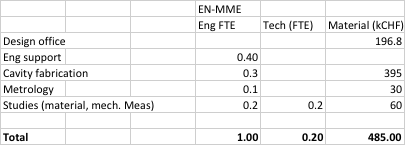 EN-MME
Eng FTE Tech (FTE) Material (kCHF)
Design office 196.8
Eng support 0.40
Cavity fabrication 0.3 395
Metrology 0.1 30
Studies (material, mech. Meas) 0.2 0.2 60
Total 1.00 0.20 485.00